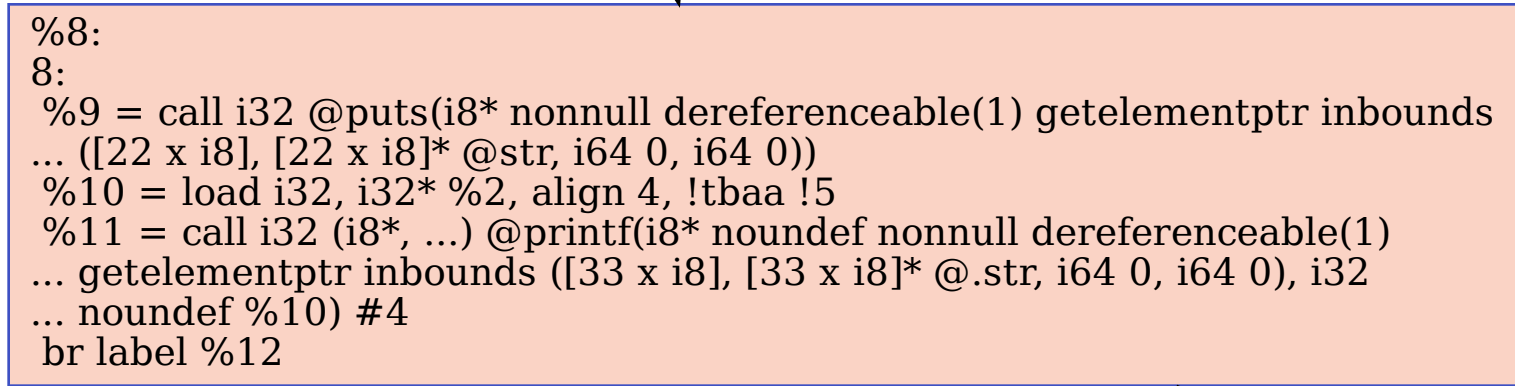 %8:
8:
%9 = call i32 @puts(i8* nonnull dereferenceable(1) getelementptr inbounds
... ([22 x i8], [22 x i8]* @str, i64 0, i64 0))
%10 = load i32, i32* %2, align 4, !tbaa !5
%11 = call i32 (i8*, ...) @printf(i8* noundef nonnull dereferenceable(1)
... getelementptr inbounds ([33 x i8], [33 x i8]* @.str, i64 0, i64 0), i32
... noundef %10) #4
br label %12